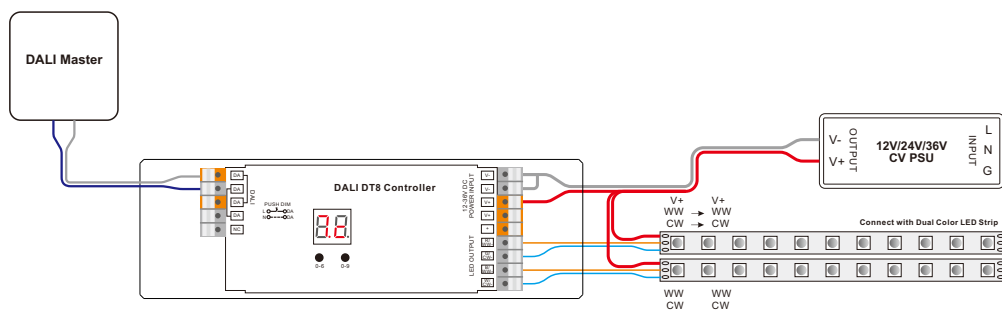 DALI Master
DALI DT8 Controller
DA
DA
DA
DA
NC
DALI
PUSH DIM
L
DA
N
DA
8.8.
0-6
0-9
12-36V DC
POWER INPUT
LED OUTPUT
V-
V-
V+
V+
+
R/
WW
G/
CW
B/
WW
W/
CW
V-
V+
OUTPUT
12V/24V/36V
CV PSU
INPUT
L
N
G
V+ V+
WW → WW
CW → CW
Connect with Dual Color LED Strip
WW WW
CW CW